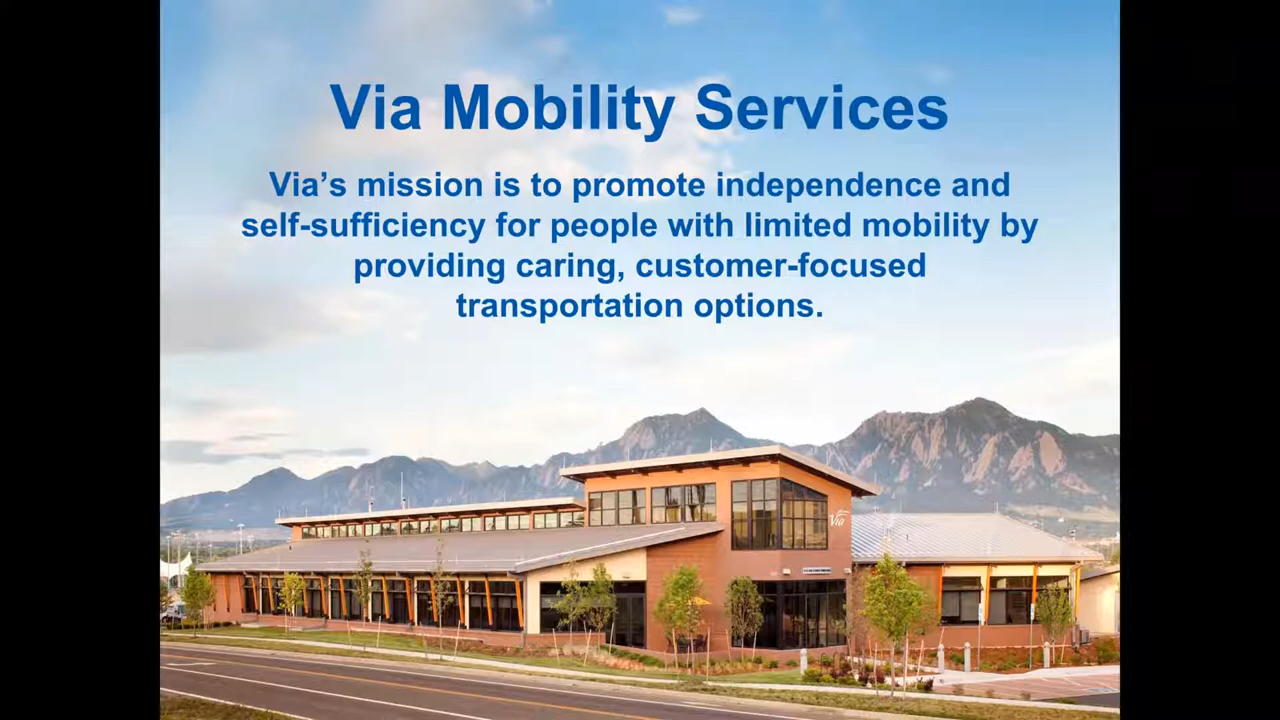 Via Mobility Services
Via’s mission is to promote independence and
self-sufficiency for people with limited mobility by
providing caring, customer-focused
transportation options.
Via